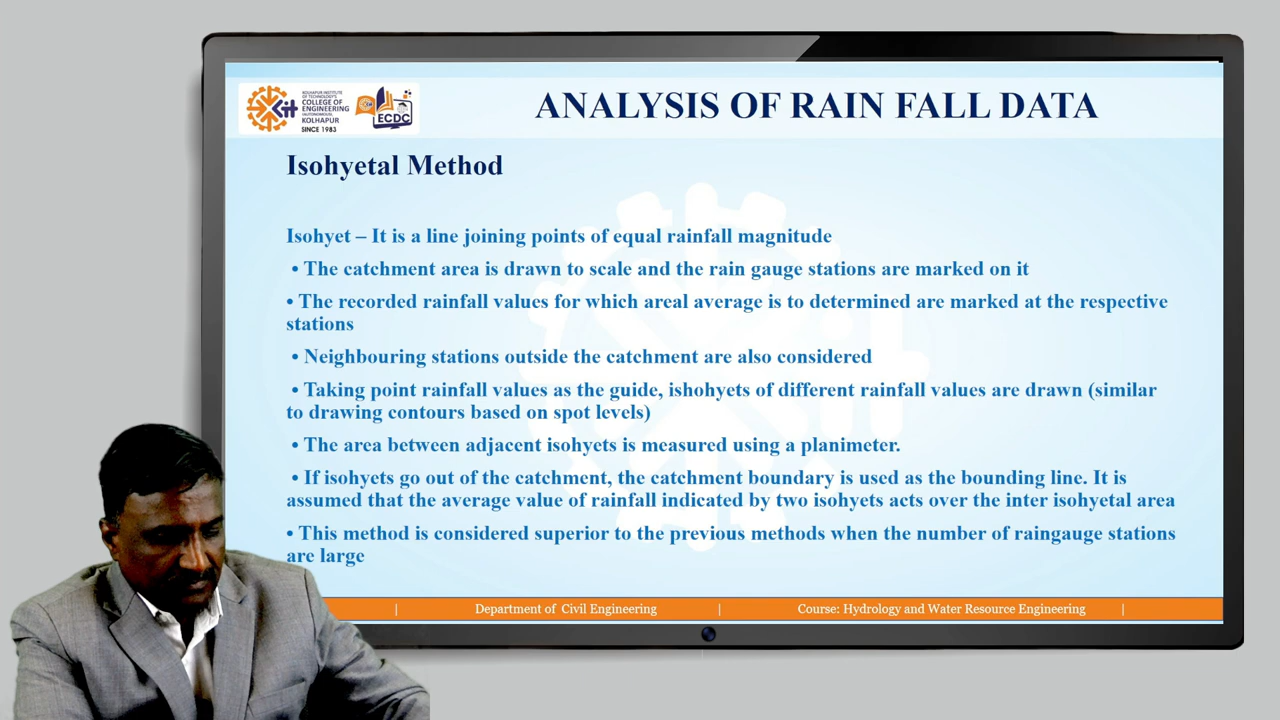 KOLHAPUR INSTITUTE
OF TECHNOLOGY'S
COLLEGE OF
ENGINEERING
(AUTONOMOUS),
KOLHAPUR
SINCE 1983
ECDC
ANALYSIS OF RAIN FALL DATA
Isohyetal Method
Isohyet – It is a line joining points of equal rainfall magnitude
• The catchment area is drawn to scale and the rain gauge stations are marked on it
• The recorded rainfall values for which areal average is to determined are marked at the respective
stations
• Neighbouring stations outside the catchment are also considered
• Taking point rainfall values as the guide, ishohyets of different rainfall values are drawn (similar
to drawing contours based on spot levels)
• The area between adjacent isohyets is measured using a planimeter.
• If isohyets go out of the catchment, the catchment boundary is used as the bounding line. It is
assumed that the average value of rainfall indicated by two isohyets acts over the inter isohyetal area
• This method is considered superior to the previous methods when the number of raingauge stations
are large
| Department of Civil Engineering | Course: Hydrology and Water Resource Engineering |